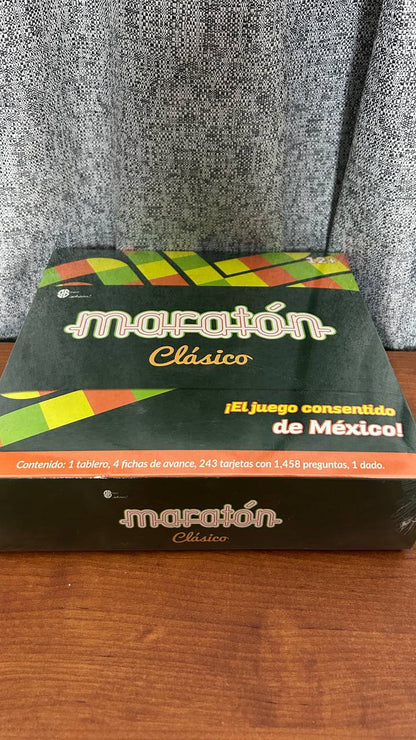 12+
maratón
Clásico
¡El juego consentido
de México!
Contenido: 1 tablero, 4 fichas de avance, 243 tarjetas con 1,458 preguntas, 1 dado.
maratón
Clásico